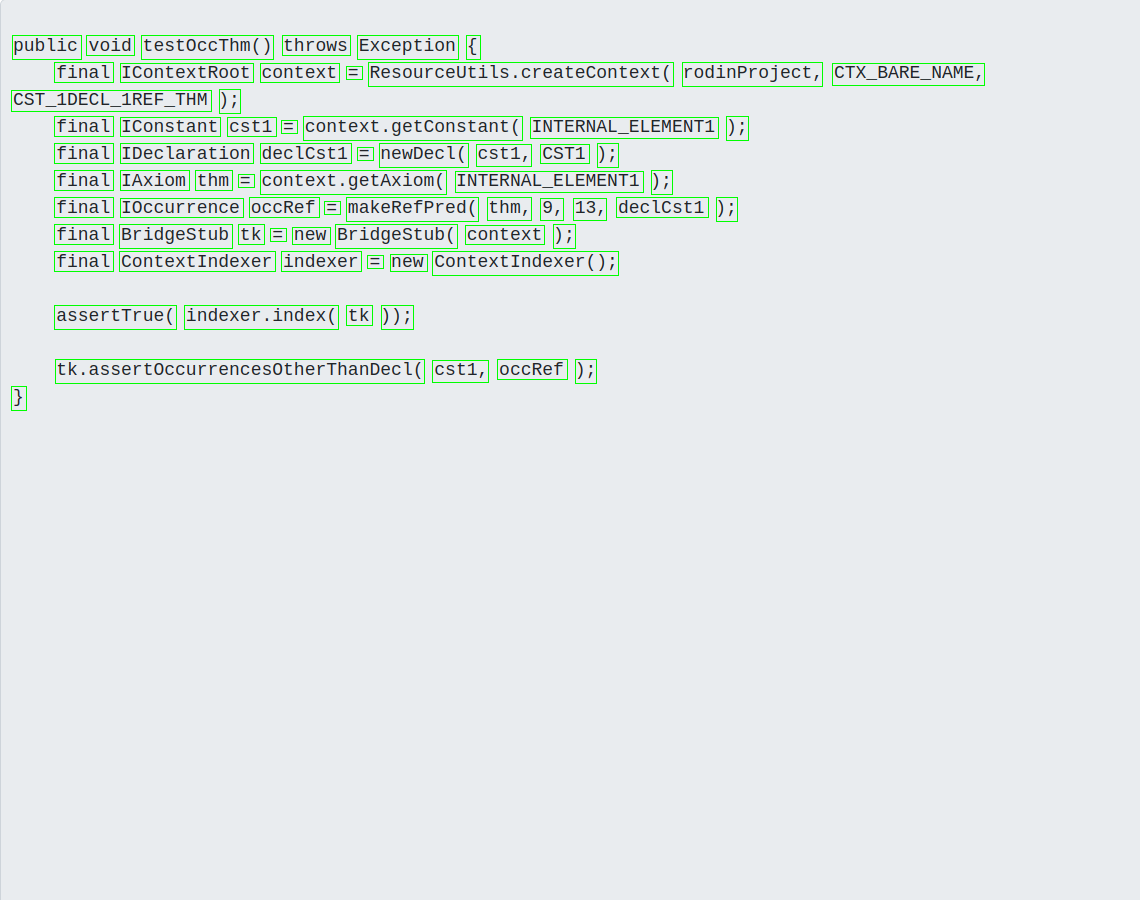 public void testOccThm() throws Exception {
final IContextRoot context = ResourceUtils.createContext( rodinProject, CTX_BARE_NAME,
CST_1DECL_1REF_THM );
final IConstant cst1 = context.getConstant( INTERNAL_ELEMENT1 );
final IDeclaration declCst1 = newDecl( cst1, CST1 );
final IAxiom thm = context.getAxiom( INTERNAL_ELEMENT1 );
final IOccurrence occRef = makeRefPred( thm, 9, 13, declCst1 );
final BridgeStub tk = new BridgeStub( context );
final ContextIndexer indexer = new ContextIndexer();
assertTrue( indexer.index( tk ));
tk.assertOccurrencesOtherThanDecl( cst1, occRef );
}